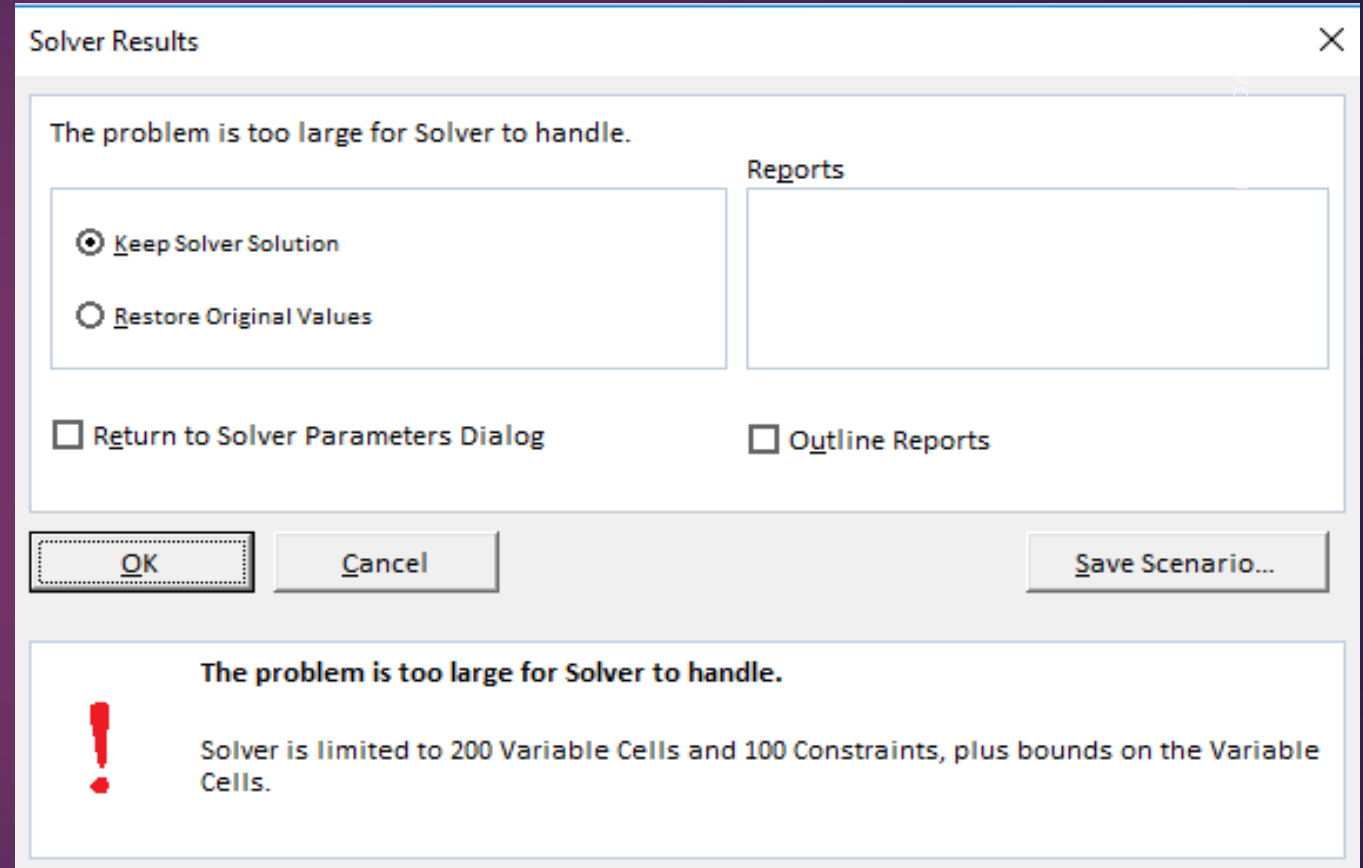 Solver Results
The problem is too large for Solver to handle.
Reports
Keep Solver Solution
Restore Original Values
Return to Solver Parameters Dialog
Outline Reports
OK
Cancel
Save Scenario...
The problem is too large for Solver to handle.
Solver is limited to 200 Variable Cells and 100 Constraints, plus bounds on the Variable
Cells.